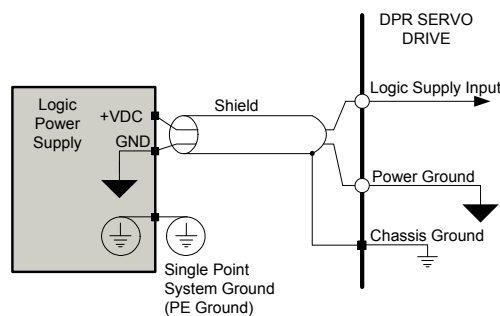 DPR SERVO
DRIVE
Logic
Power
Supply
+VDC
GND
Shield
Logic Supply Input
Power Ground
Chassis Ground
Single Point
System Ground
(PE Ground)